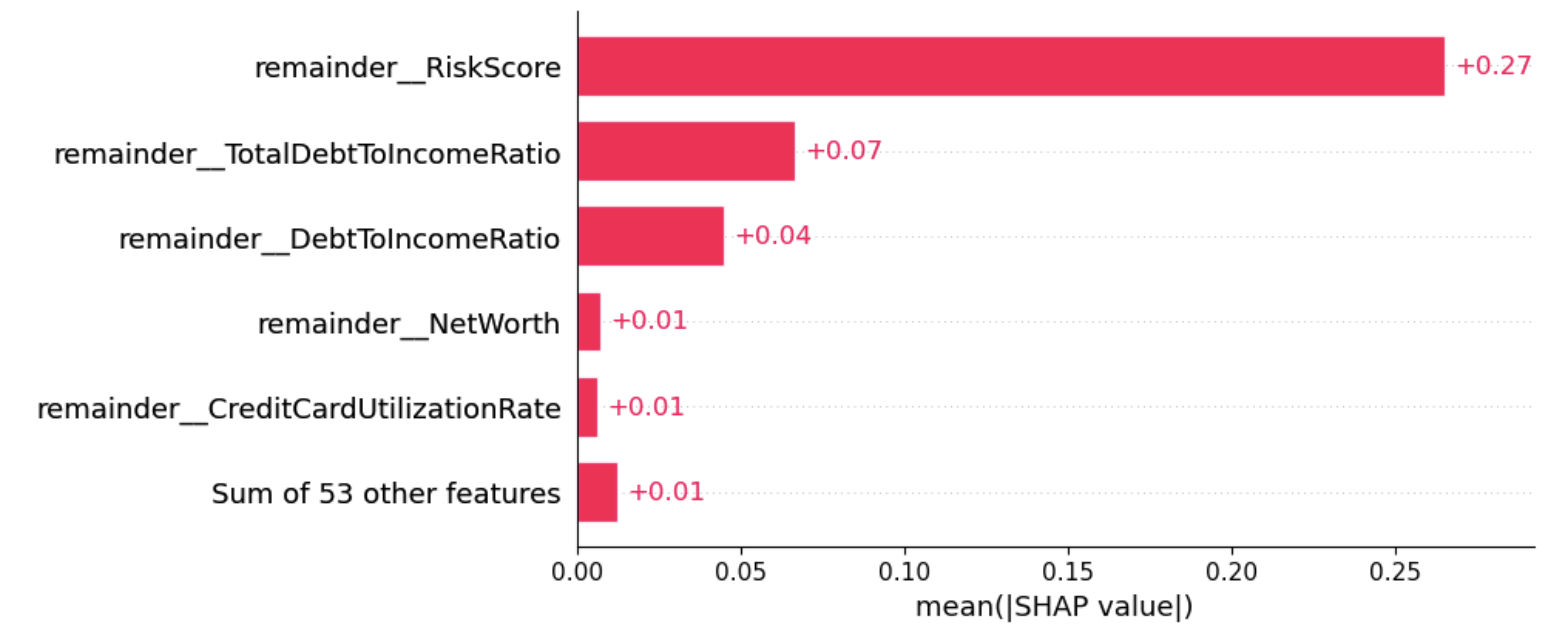 remainder__RiskScore +0.27
remainder__TotalDebtToIncomeRatio +0.07
remainder__DebtToIncomeRatio +0.04
remainder__NetWorth +0.01
remainder__CreditCardUtilizationRate +0.01
Sum of 53 other features +0.01
0.00 0.05 0.10 0.15 0.20 0.25
mean(|SHAP value|)